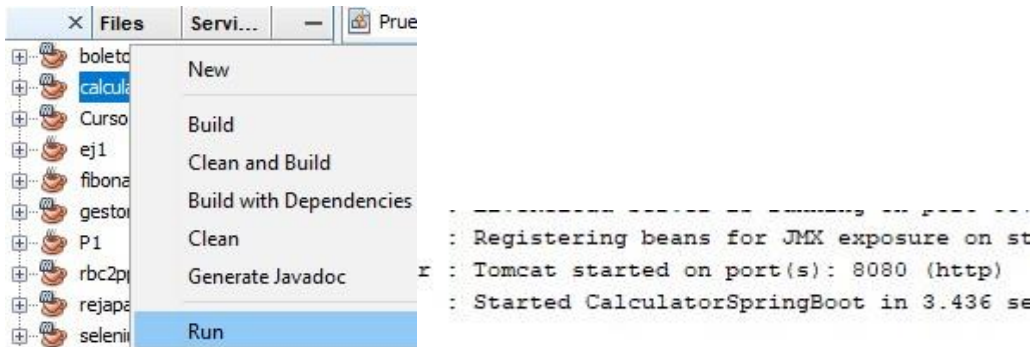 Files Servi... Prue
boleto
calcula
Curso
ej1
fibona
gestor
P1
rbc2pp
rejapa
seleni
New
Build
Clean and Build
Build with Dependencies
Clean
Generate Javadoc
Run
: Registering beans for JMX exposure on st
r : Tomcat started on port(s): 8080 (http)
: Started CalculatorSpringBoot in 3.436 se